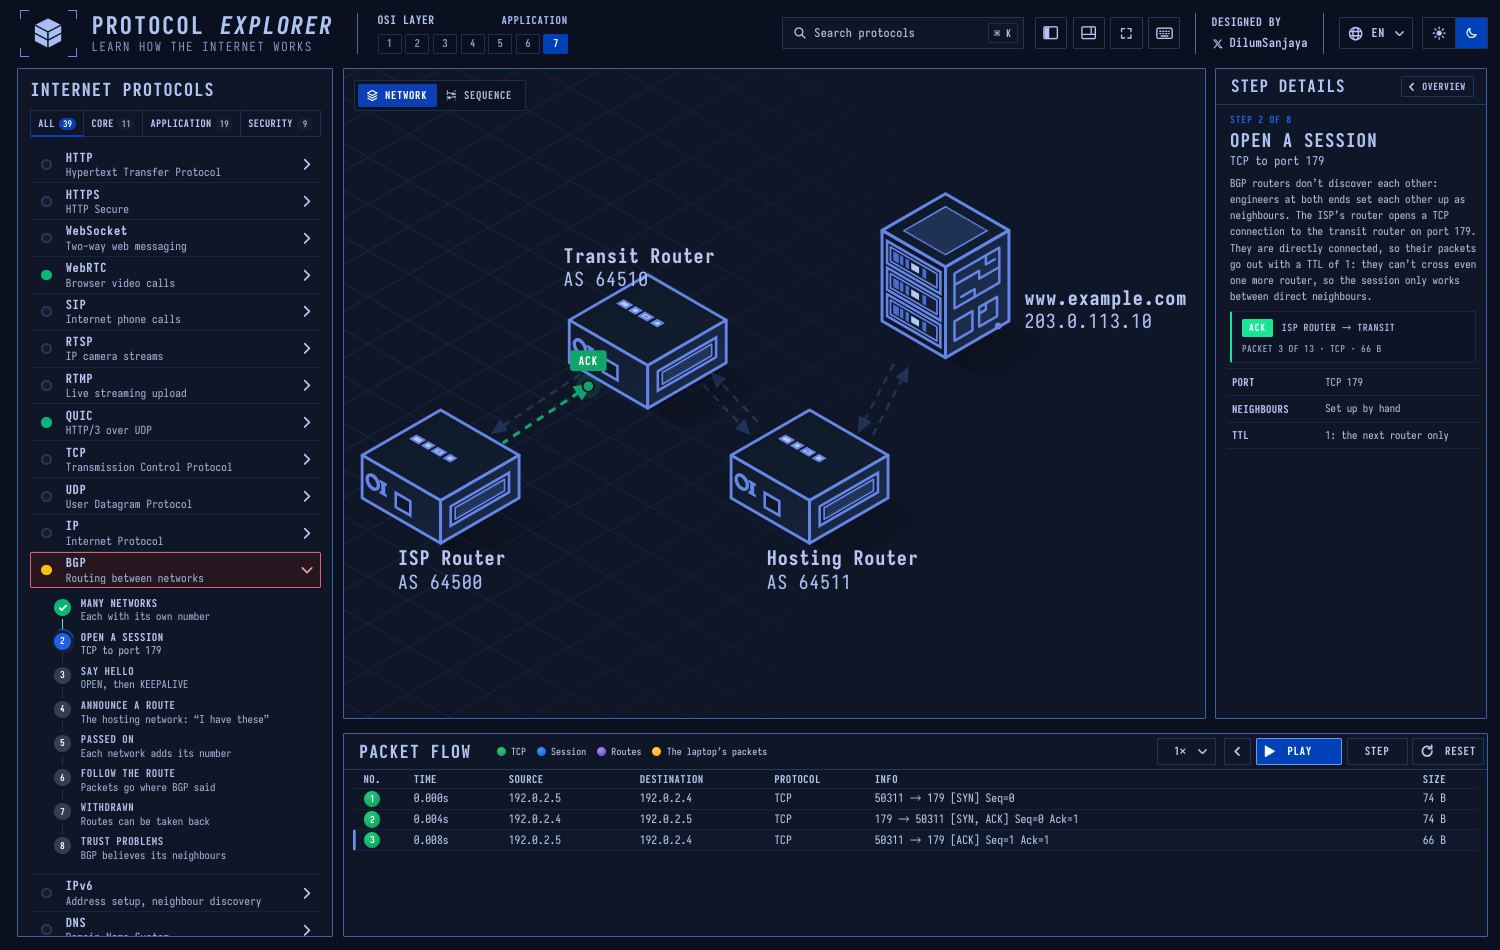 PROTOCOL EXPLORER
LEARN HOW THE INTERNET WORKS
OSI LAYER APPLICATION
1 2 3 4 5 6 7
Search protocols ⌘ K
DESIGNED BY
DilumSanjaya
EN
INTERNET PROTOCOLS
ALL 39 CORE 11 APPLICATION 19 SECURITY 9
HTTP
Hypertext Transfer Protocol
HTTPS
HTTP Secure
WebSocket
Two-way web messaging
WebRTC
Browser video calls
SIP
Internet phone calls
RTSP
IP camera streams
RTMP
Live streaming upload
QUIC
HTTP/3 over UDP
TCP
Transmission Control Protocol
UDP
User Datagram Protocol
IP
Internet Protocol
BGP
Routing between networks
MANY NETWORKS
Each with its own number
2 OPEN A SESSION
TCP to port 179
3 SAY HELLO
OPEN, then KEEPALIVE
4 ANNOUNCE A ROUTE
The hosting network: “I have these”
5 PASSED ON
Each network adds its number
6 FOLLOW THE ROUTE
Packets go where BGP said
7 WITHDRAWN
Routes can be taken back
8 TRUST PROBLEMS
BGP believes its neighbours
IPv6
Address setup, neighbour discovery
DNS
Domain Name System
NETWORK SEQUENCE
Transit Router
AS 64510
www.example.com
203.0.113.10
ACK
ISP Router
AS 64500
Hosting Router
AS 64511
STEP DETAILS OVERVIEW
STEP 2 OF 8
OPEN A SESSION
TCP to port 179
BGP routers don’t discover each other:
engineers at both ends set each other up as
neighbours. The ISP’s router opens a TCP
connection to the transit router on port 179.
They are directly connected, so their packets
go out with a TTL of 1: they can’t cross even
one more router, so the session only works
between direct neighbours.
ACK ISP ROUTER → TRANSIT
PACKET 3 OF 13 · TCP · 66 B
PORT TCP 179
NEIGHBOURS Set up by hand
TTL 1: the next router only
PACKET FLOW TCP Session Routes The laptop’s packets 1× PLAY STEP RESET
NO. TIME SOURCE DESTINATION PROTOCOL INFO SIZE
1 0.000s 192.0.2.5 192.0.2.4 TCP 50311 → 179 [SYN] Seq=0 74 B
2 0.004s 192.0.2.4 192.0.2.5 TCP 179 → 50311 [SYN, ACK] Seq=0 Ack=1 74 B
3 0.008s 192.0.2.5 192.0.2.4 TCP 50311 → 179 [ACK] Seq=1 Ack=1 66 B